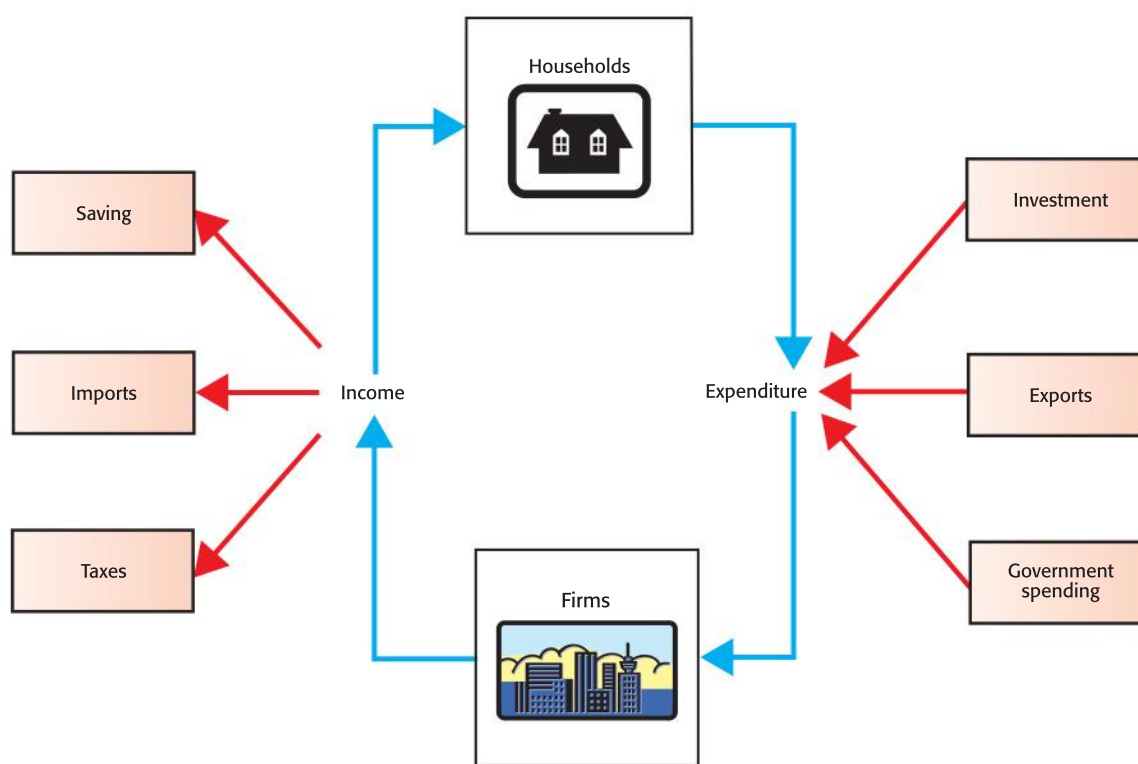 Households
Saving
Investment
Imports
Income
Expenditure
Exports
Taxes
Firms
Government
spending